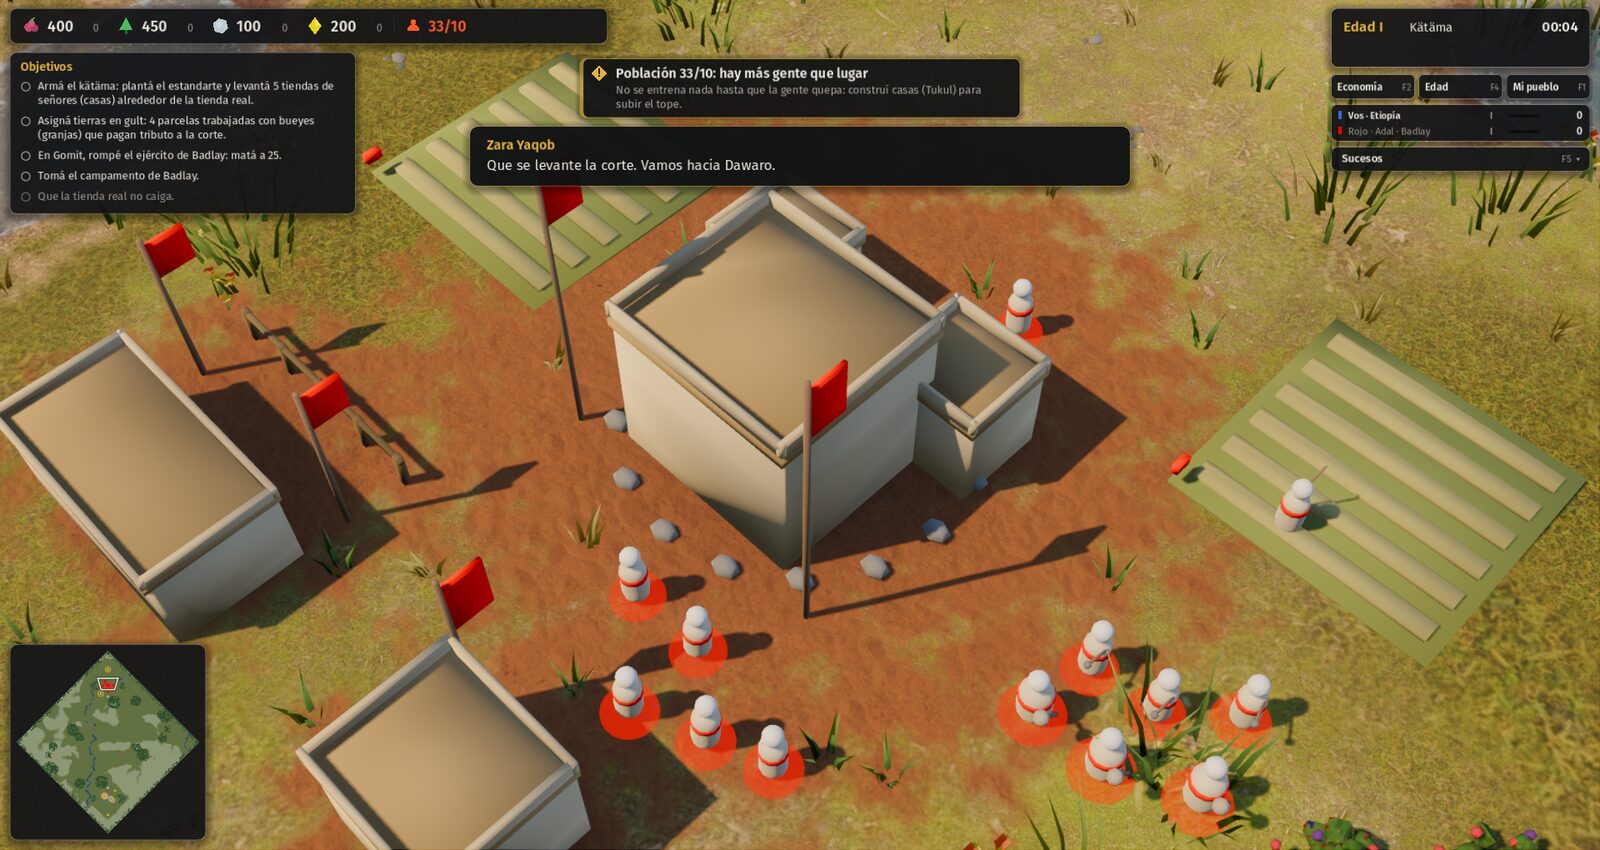 400 0 450 0 100 0 200 0 33/10
Objetivos
Armá el kätäma: plantá el estandarte y levantá 5 tiendas de
señores (casas) alrededor de la tienda real.
Asigná tierras en gult: 4 parcelas trabajadas con bueyes
(granjas) que pagan tributo a la corte.
En Gomit, rompé el ejército de Badlay: matá a 25.
Tomá el campamento de Badlay.
Que la tienda real no caiga.
Población 33/10: hay más gente que lugar
No se entrena nada hasta que la gente quepa: construí casas (Tukul) para
subir el tope.
Zara Yaqob
Que se levante la corte. Vamos hacia Dawaro.
Edad I Kätäma 00:04
Economía F2 Edad F4 Mi pueblo F1
Vos · Etiopía I 0
Rojo · Adal · Badlay I 0
Sucesos F5